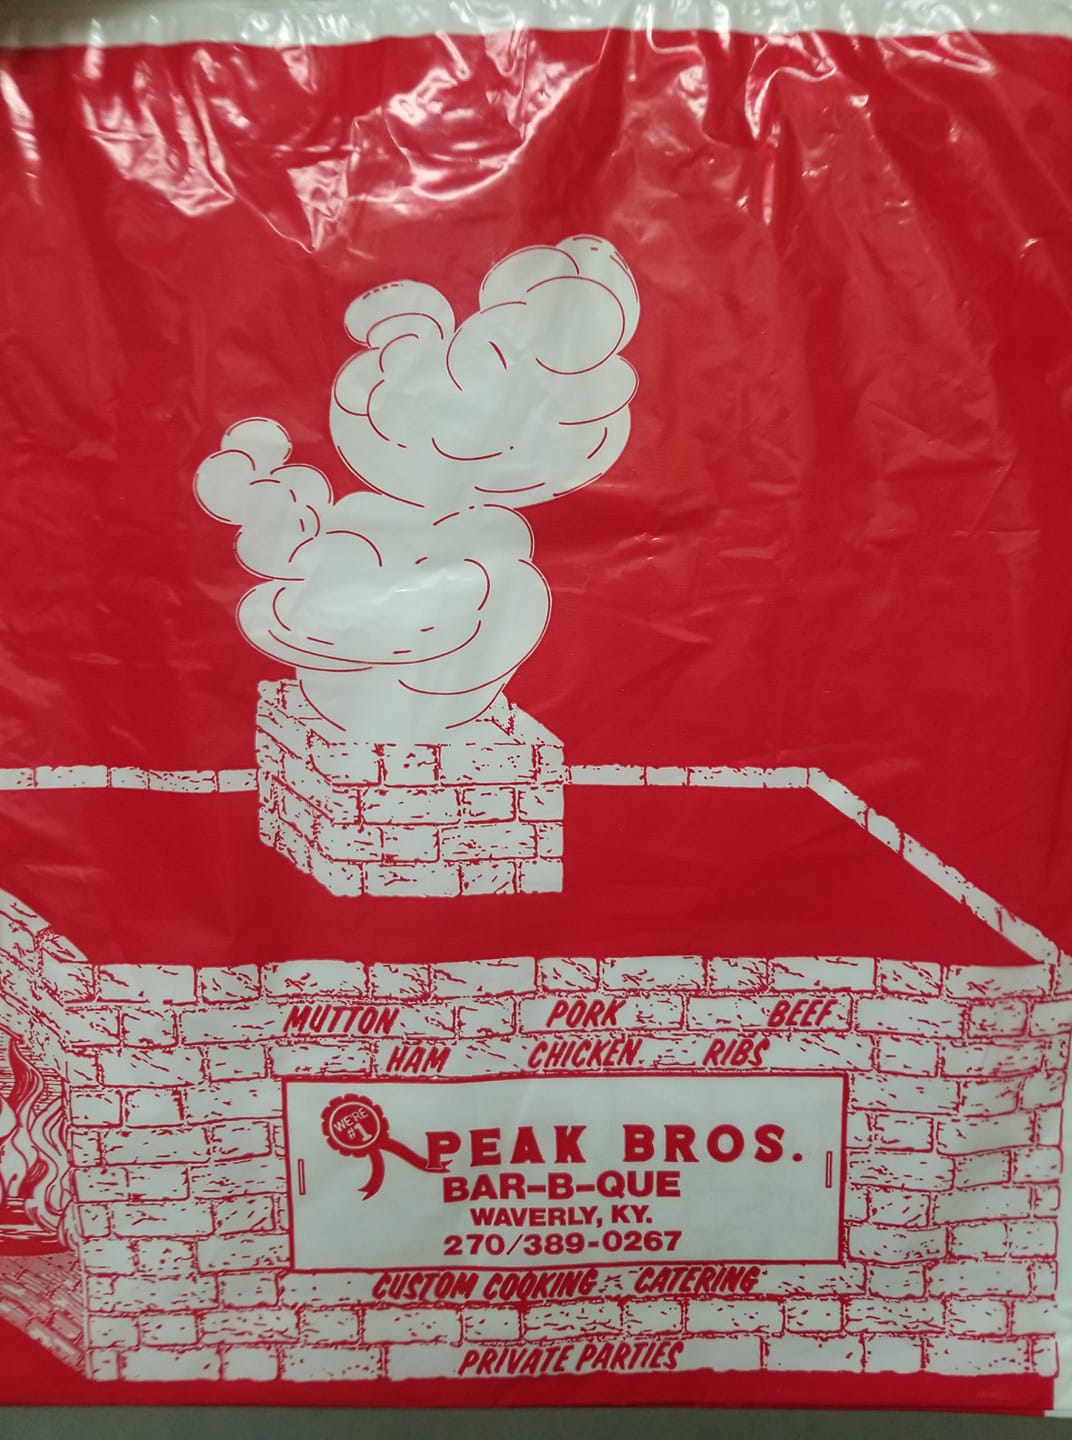 MUTTON PORK BEEF
HAM CHICKEN RIBS
WE'RE
#1
PEAK BROS.
BAR-B-QUE
WAVERLY, KY.
270/389-0267
CUSTOM COOKING - CATERING
PRIVATE PARTIES